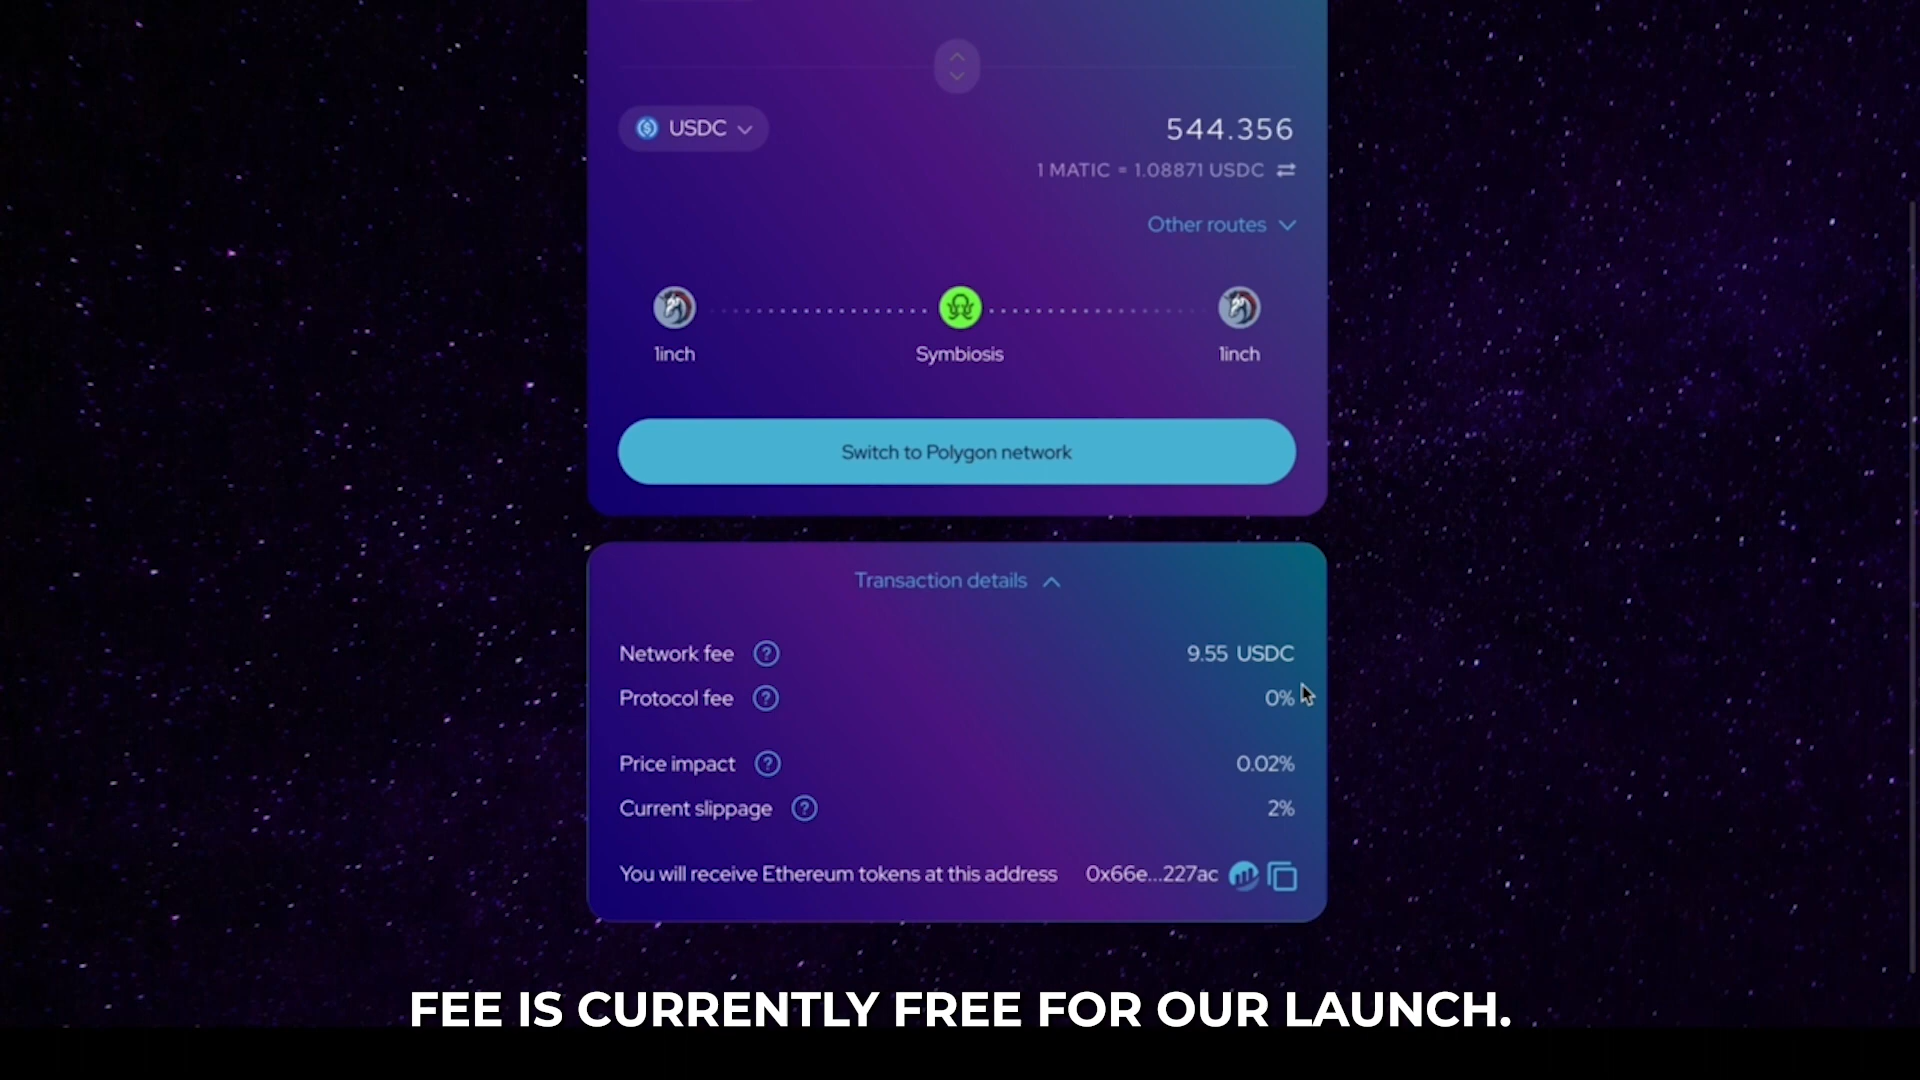 USDC
544.356
1 MATIC = 1.08871 USDC
Other routes
1inch
Symbiosis
1inch
Switch to Polygon network
Transaction details
Network fee ? 9.55 USDC
Protocol fee ? 0%
Price impact ? 0.02%
Current slippage ? 2%
You will receive Ethereum tokens at this address 0x66e...227ac
FEE IS CURRENTLY FREE FOR OUR LAUNCH.